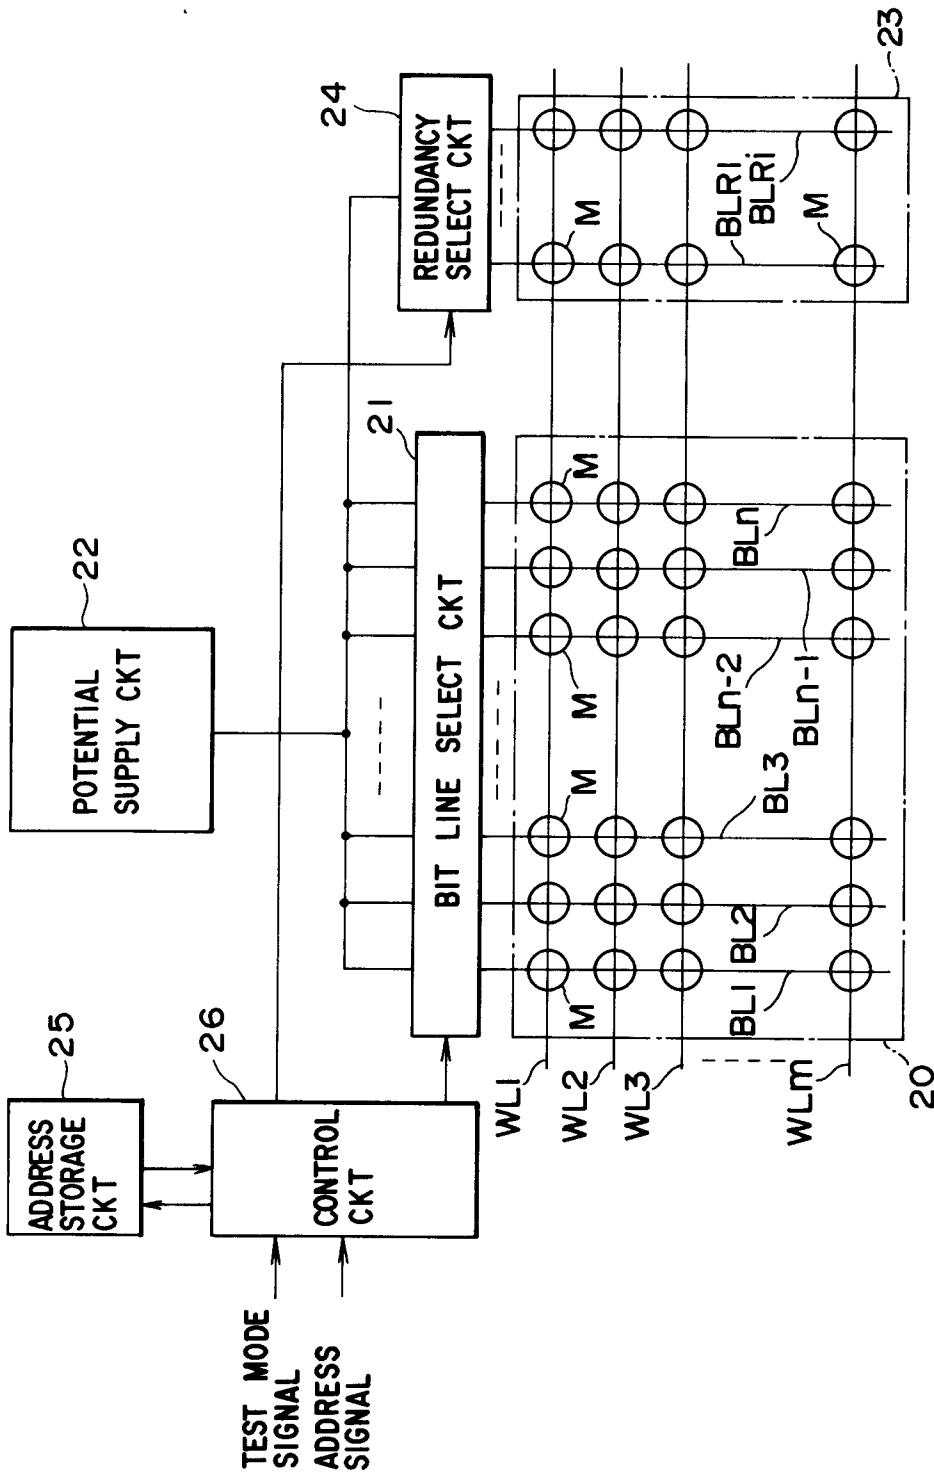 POTENTIAL
SUPPLY CKT
22
ADDRESS
STORAGE
CKT
25
CONTROL
CKT
26
TEST MODE
SIGNAL
ADDRESS
SIGNAL
BIT LINE SELECT CKT
21
REDUNDANCY
SELECT CKT
24
WL1
WL2
WL3
WLm
M
M
M
M
M
M
BL1
BL2
BL3
BLn-2
BLn-1
BLn
BLR1
BLRi
20
23